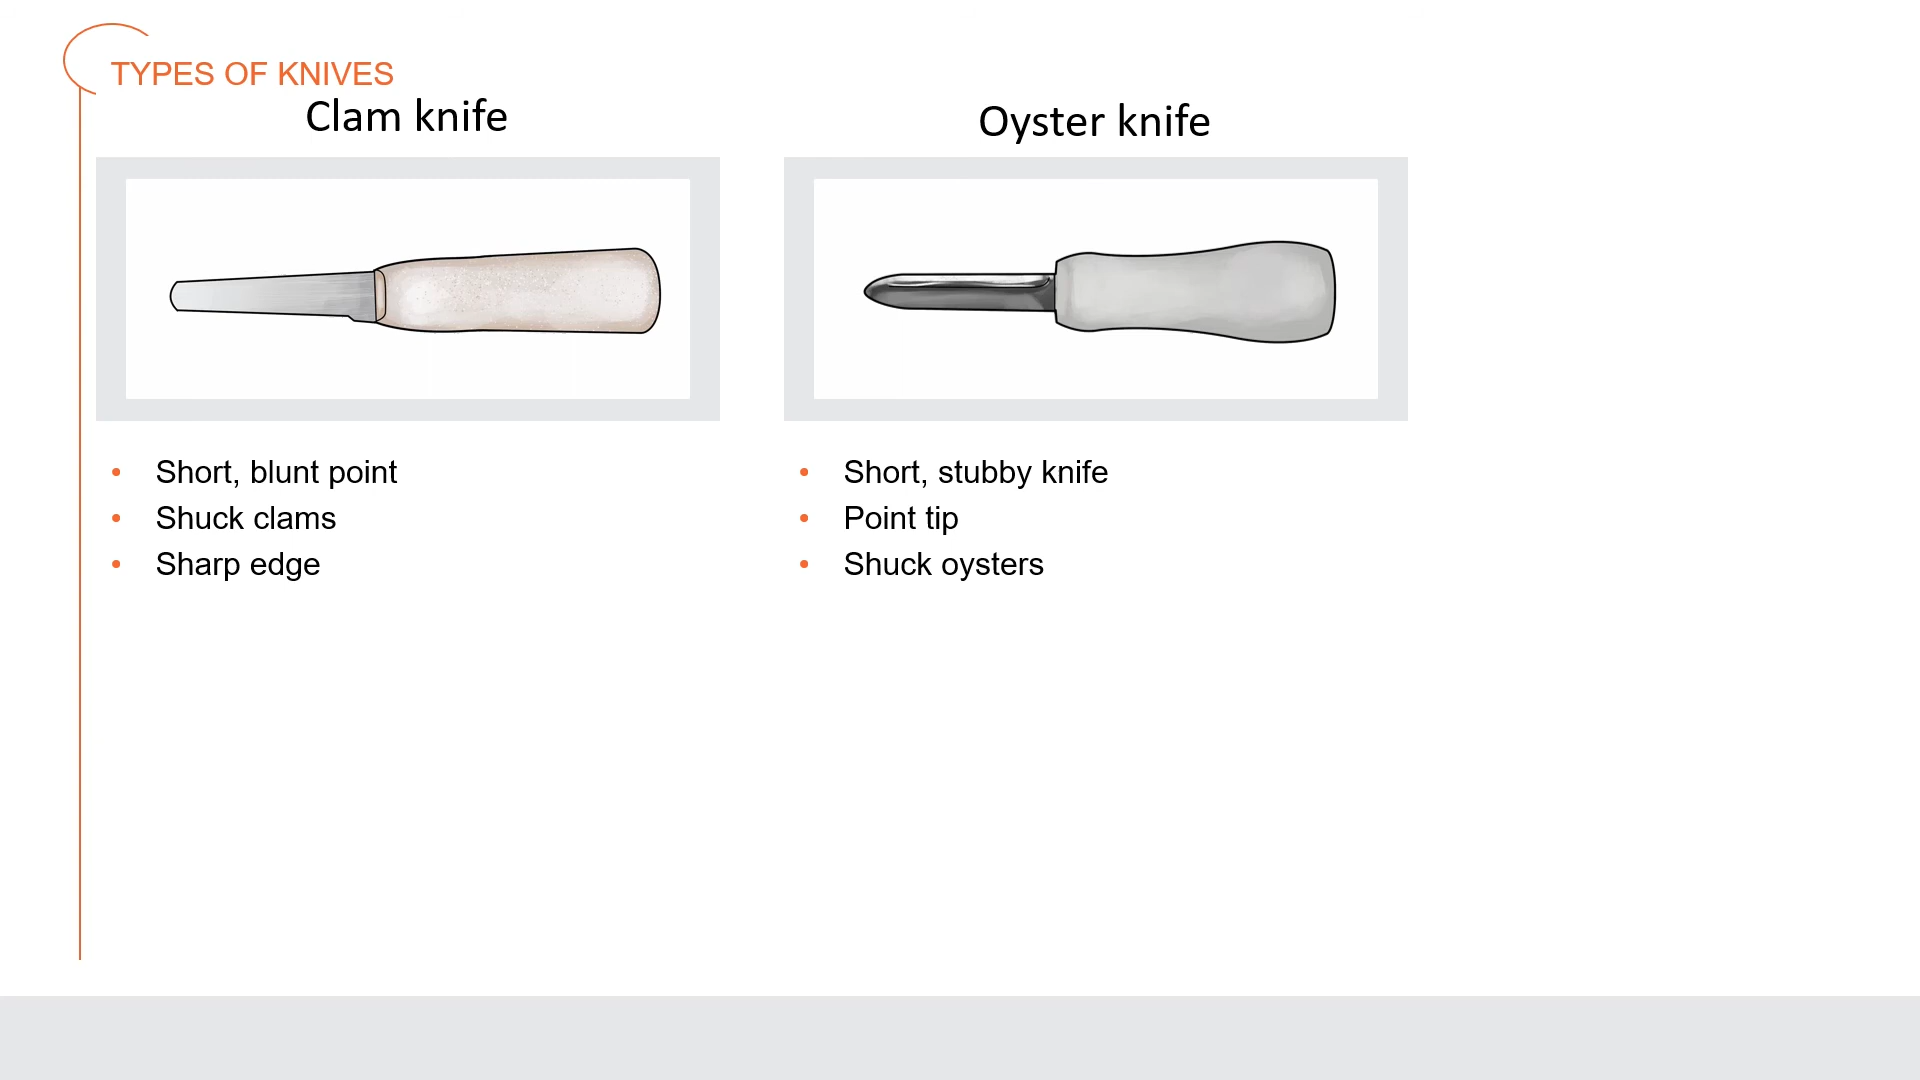 TYPES OF KNIVES
Clam knife
• Short, blunt point
• Shuck clams
• Sharp edge
Oyster knife
• Short, stubby knife
• Point tip
• Shuck oysters